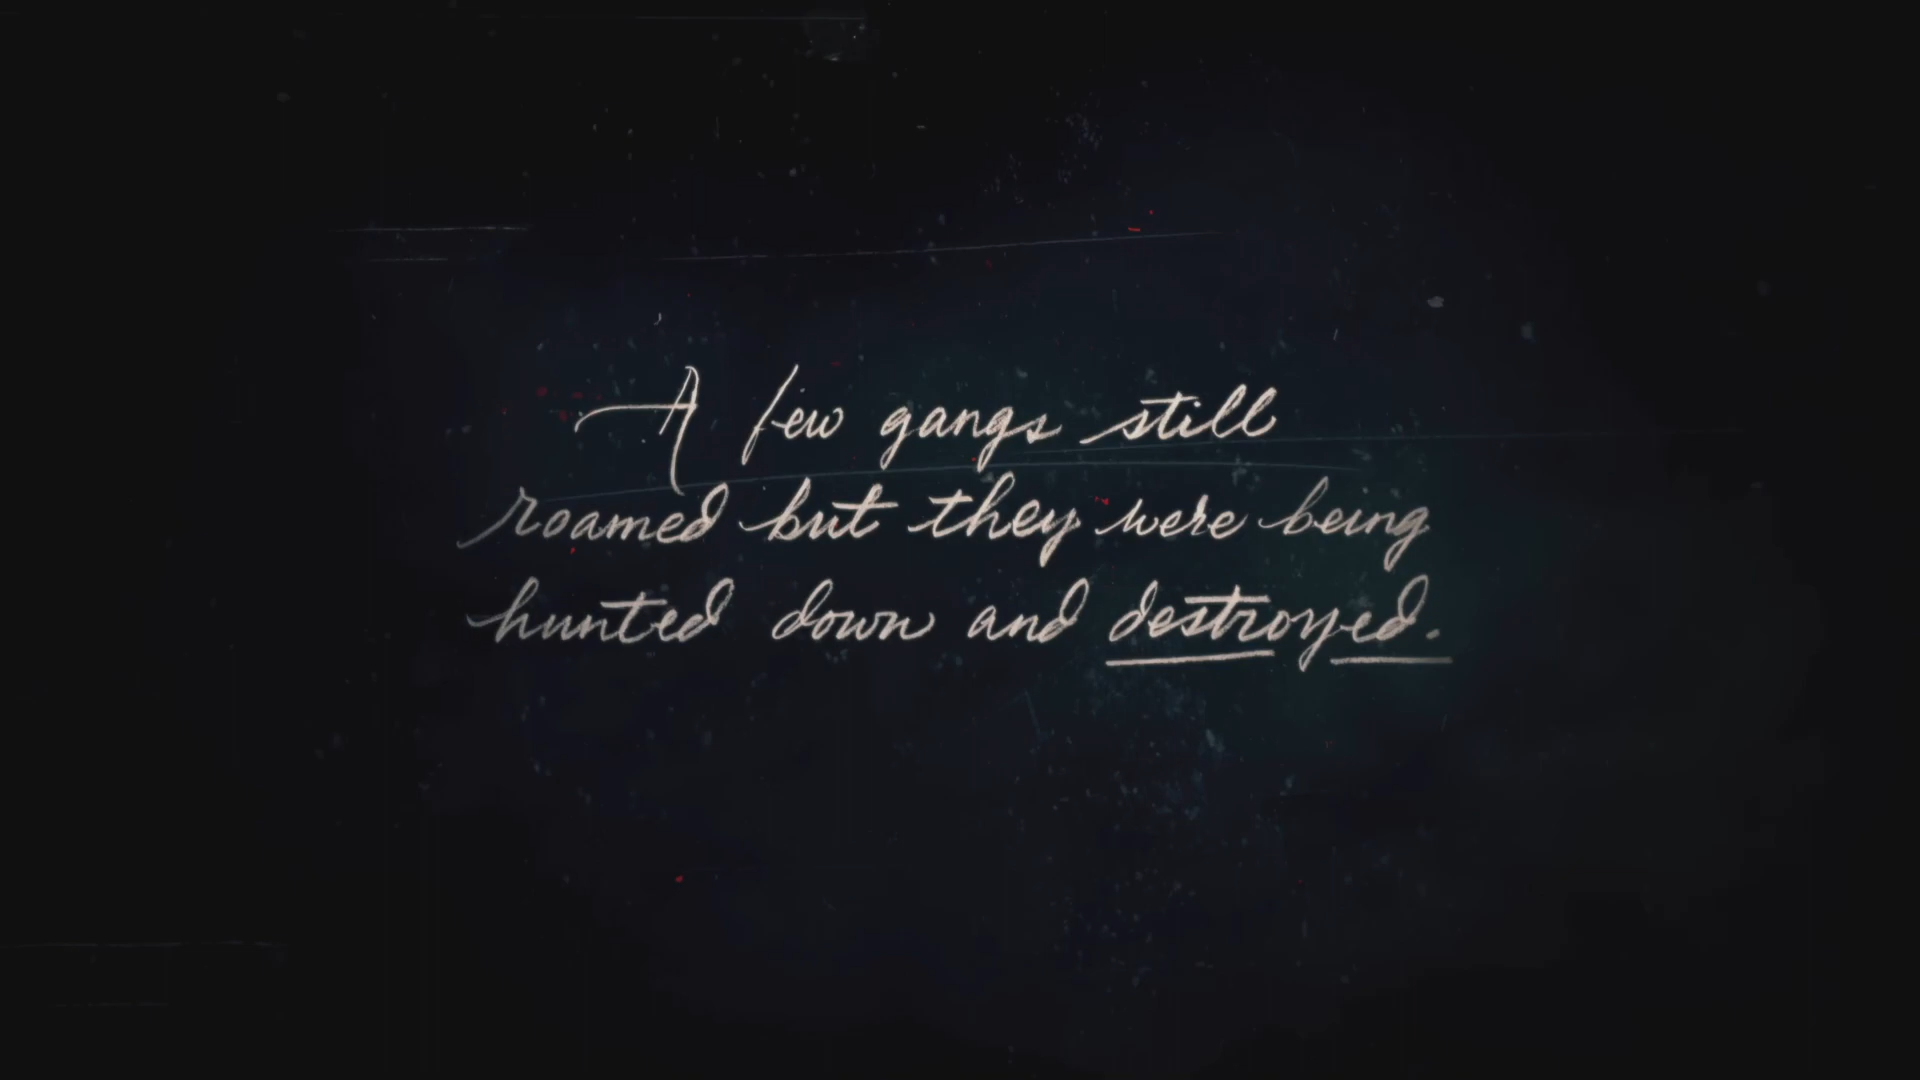 A few gangs still
roamed but they were being
hunted down and destroyed.